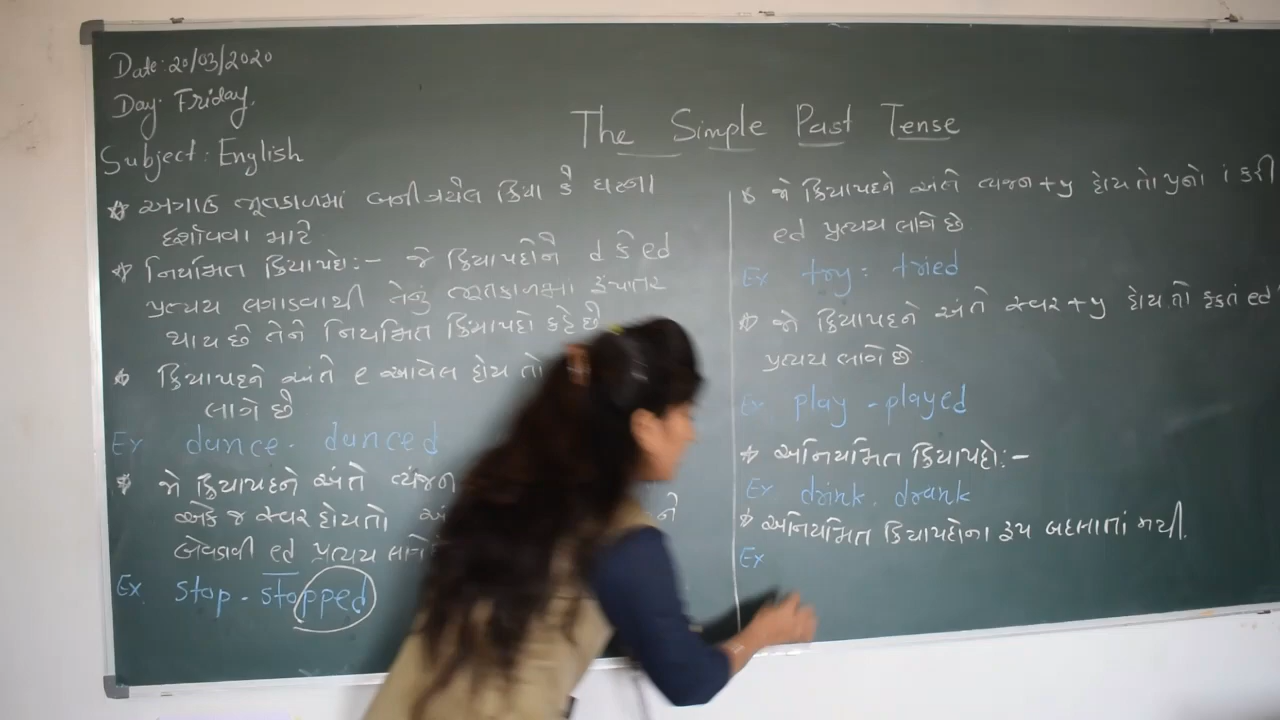 Date: 20/03/2020
Day: Friday.
Subject: English
The Simple Past Tense
ભૂતકાળમાં બની ગયેલ ક્રિયા કે ઘટના
દર્શાવવા માટે
નિયમિત ક્રિયાપદો:- જે ક્રિયાપદોને d કે ed
પ્રત્યય લગાડવાથી તેનું ભૂતકાળમાં રૂપાંતર
થાય છે તેને નિયમિત ક્રિયાપદો કહે છે
ક્રિયાપદને અંતે e આવેલ હોય તો
લાગે છે
Ex dance - danced
જો ક્રિયાપદને અંતે વ્યંજન
એક જ સ્વર હોય તો
ને
બેવડાવી ed પ્રત્યય લાગે
Ex. stop - stopped
જો ક્રિયાપદને અંતે વ્યંજન + y હોય તો y નો i કરી
ed પ્રત્યય લાગે છે.
Ex try : tried
જો ક્રિયાપદને અંતે સ્વર + y હોય તો ફકત ed
પ્રત્યય લાગે છે.
Ex play - played
અનિયમિત ક્રિયાપદો:-
Ex drink. drank
અનિયમિત ક્રિયાપદોના રૂપ બદલાતાં નથી.
Ex